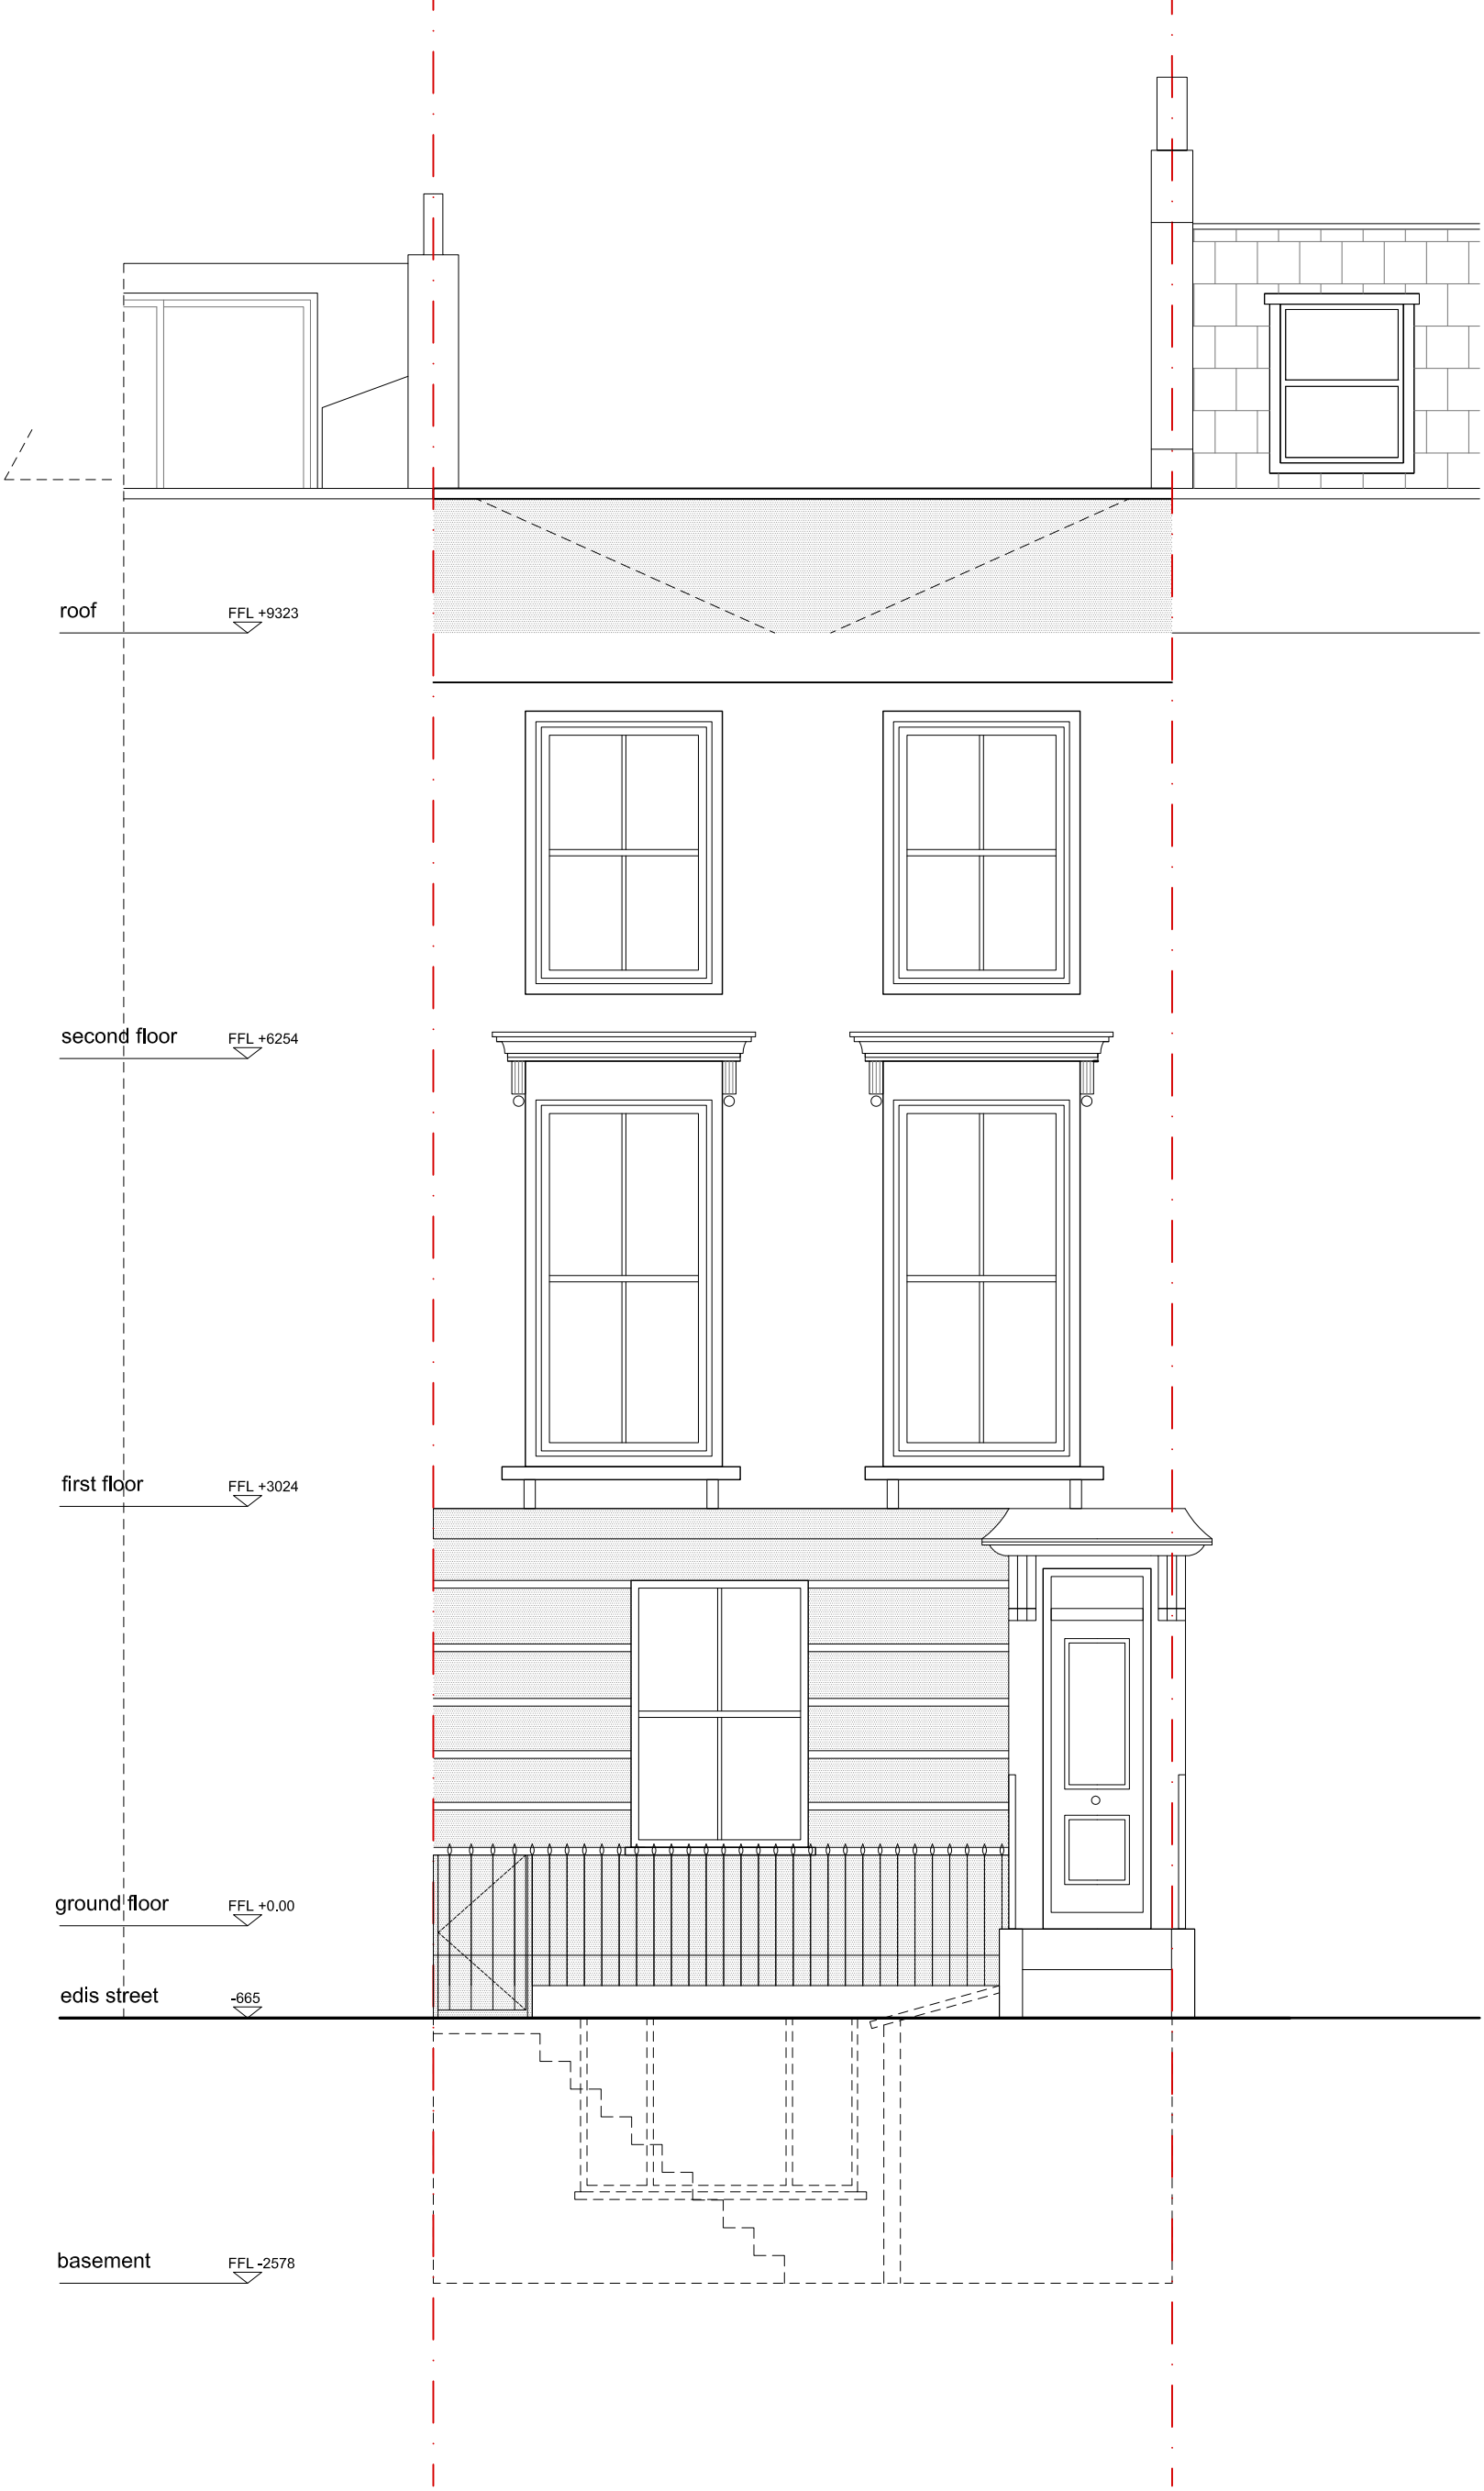 roof FFL +9323
second floor FFL +6254
first floor FFL +3024
ground floor FFL +0.00
edis street -665
basement FFL -2578